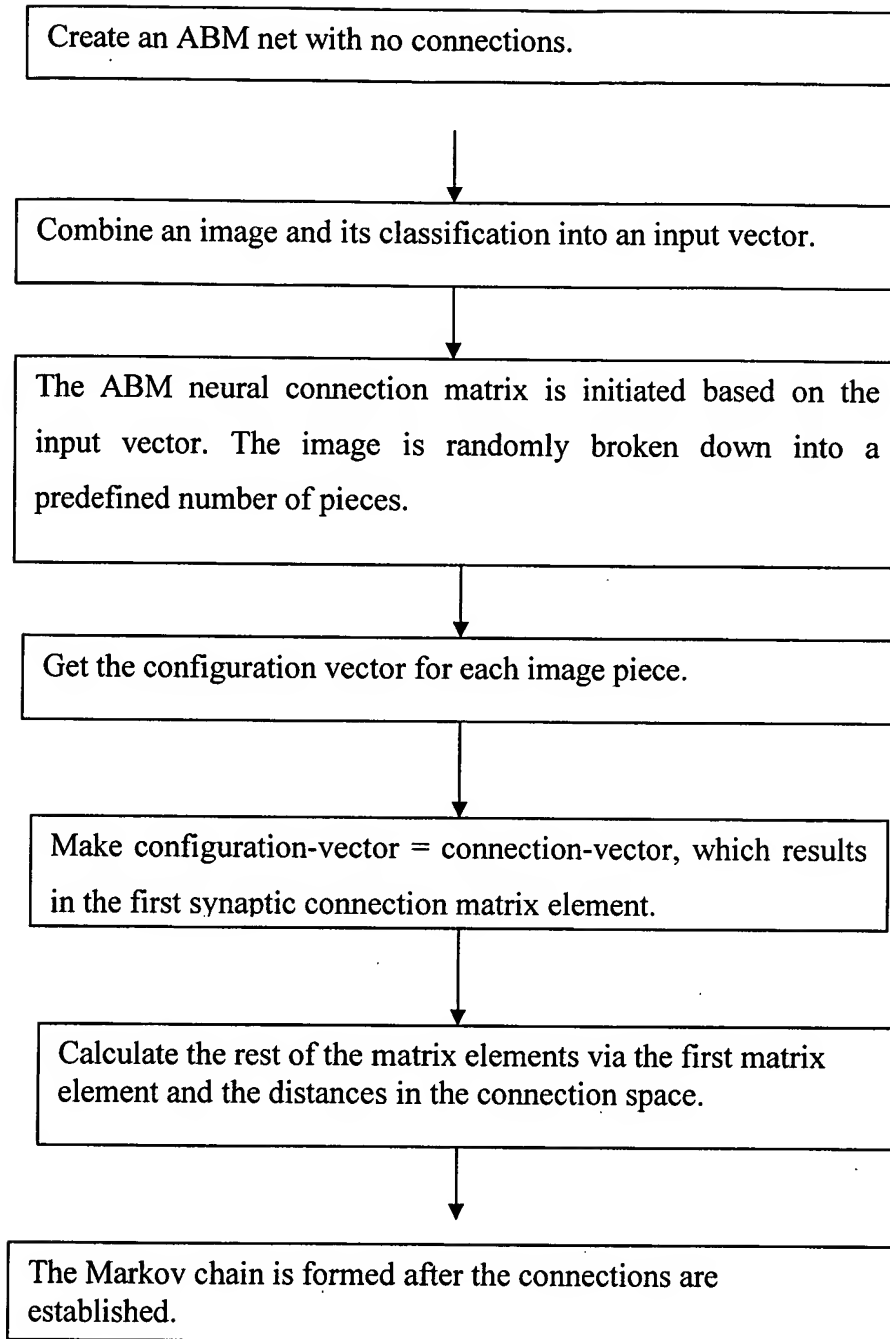 Create an ABM net with no connections.
Combine an image and its classification into an input vector.
The ABM neural connection matrix is initiated based on the
input vector. The image is randomly broken down into a
predefined number of pieces.
Get the configuration vector for each image piece.
Make configuration-vector = connection-vector, which results
in the first synaptic connection matrix element.
Calculate the rest of the matrix elements via the first matrix
element and the distances in the connection space.
The Markov chain is formed after the connections are
established.